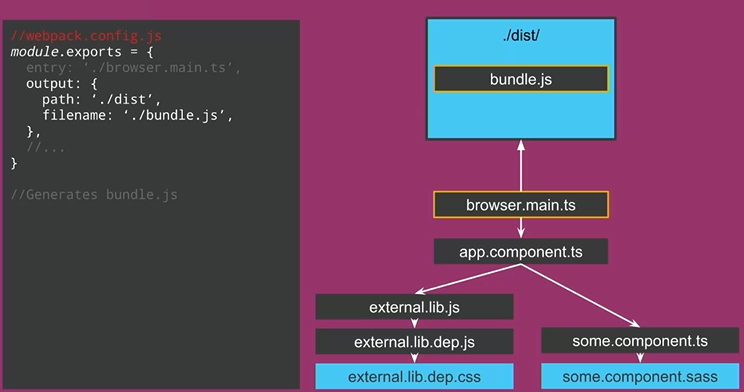 //webpack.config.js
module.exports = {
entry: ‘./browser.main.ts’,
output: {
path: ‘./dist’,
filename: ‘./bundle.js’,
},
//...
}
//Generates bundle.js
./dist/
bundle.js
browser.main.ts
app.component.ts
external.lib.js
external.lib.dep.js
some.component.ts
external.lib.dep.css
some.component.sass